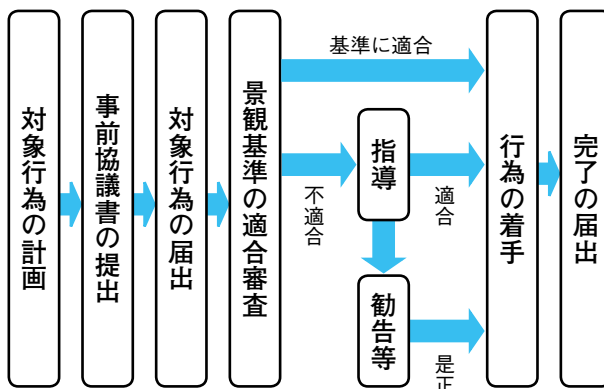 対象行為の計画
事前協議書の提出
対象行為の届出
景観基準の適合審査
基準に適合
不適合
指導
適合
勧告等
是正
行為の着手
完了の届出